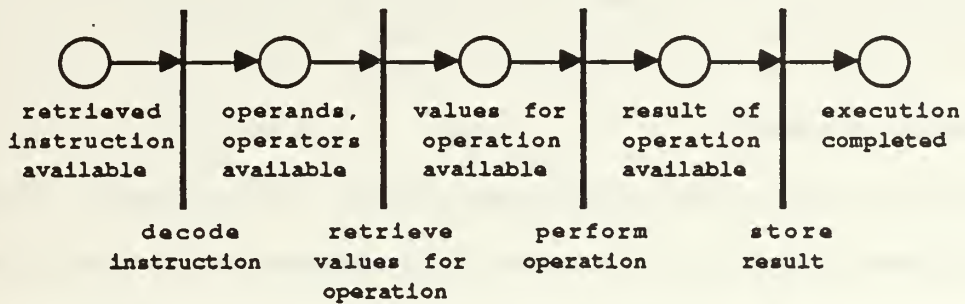 retrieved
instruction
available
operands,
operators
available
values for
operation
available
result of
operation
available
execution
completed
decode
instruction
retrieve
values for
operation
perform
operation
store
result